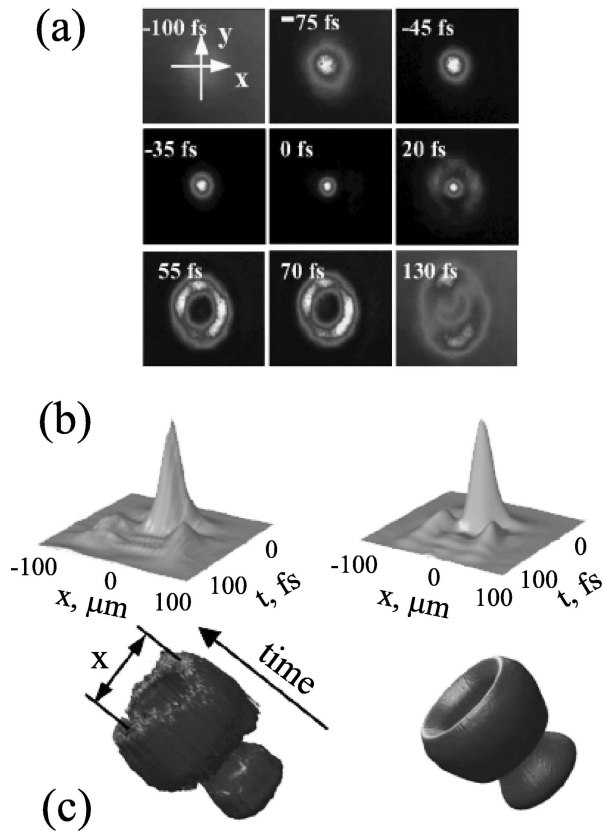 (a)
-100 fs
y
x
-75 fs
-45 fs
-35 fs
0 fs
20 fs
55 fs
70 fs
130 fs
(b)
-100
0
100
x, μm
100
0
t, fs
-100
0
100
x, μm
100
0
t, fs
x
time
(c)